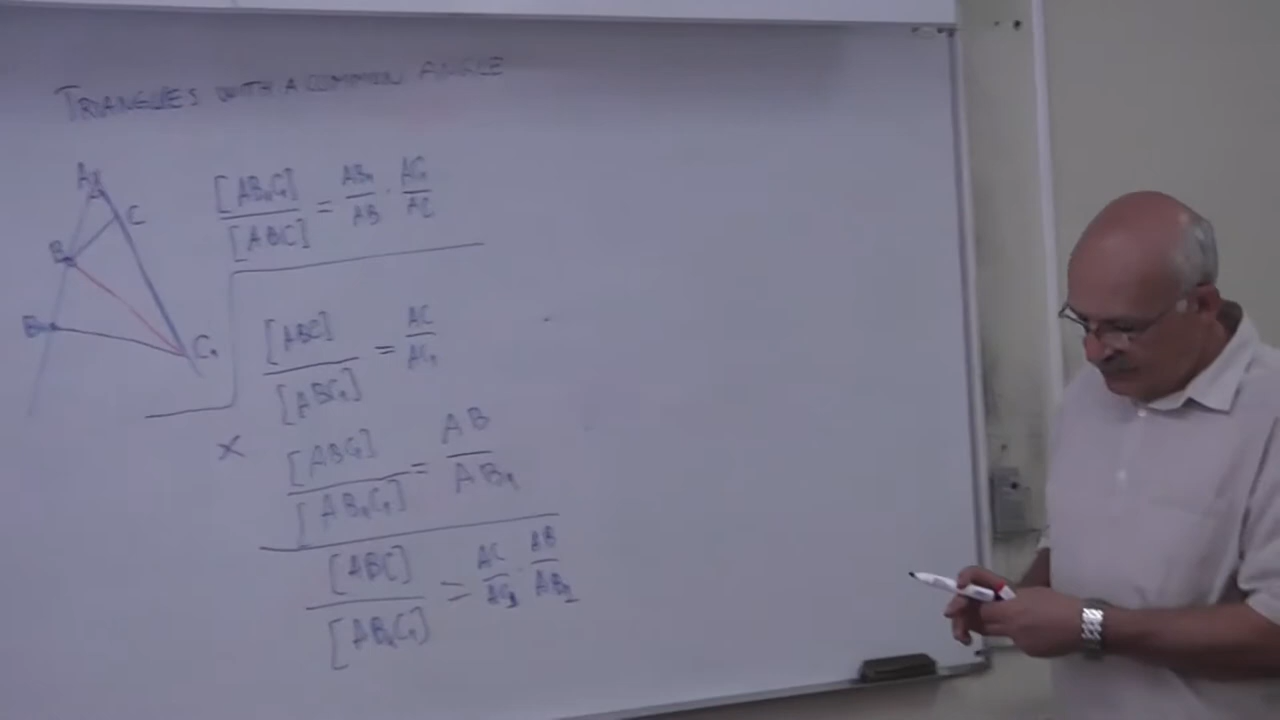 TRIANGLES WITH A COMMON ANGLE
A
C
B
B₁
C₁
[AB₁C₁] / [ABC] = AB₁/AB · AC₁/AC
[ABC] / [ABC₁] = AC/AC₁
× [ABC₁] / [AB₁C₁] = AB/AB₁
[ABC] / [AB₁C₁] = AC/AC₁ · AB/AB₁